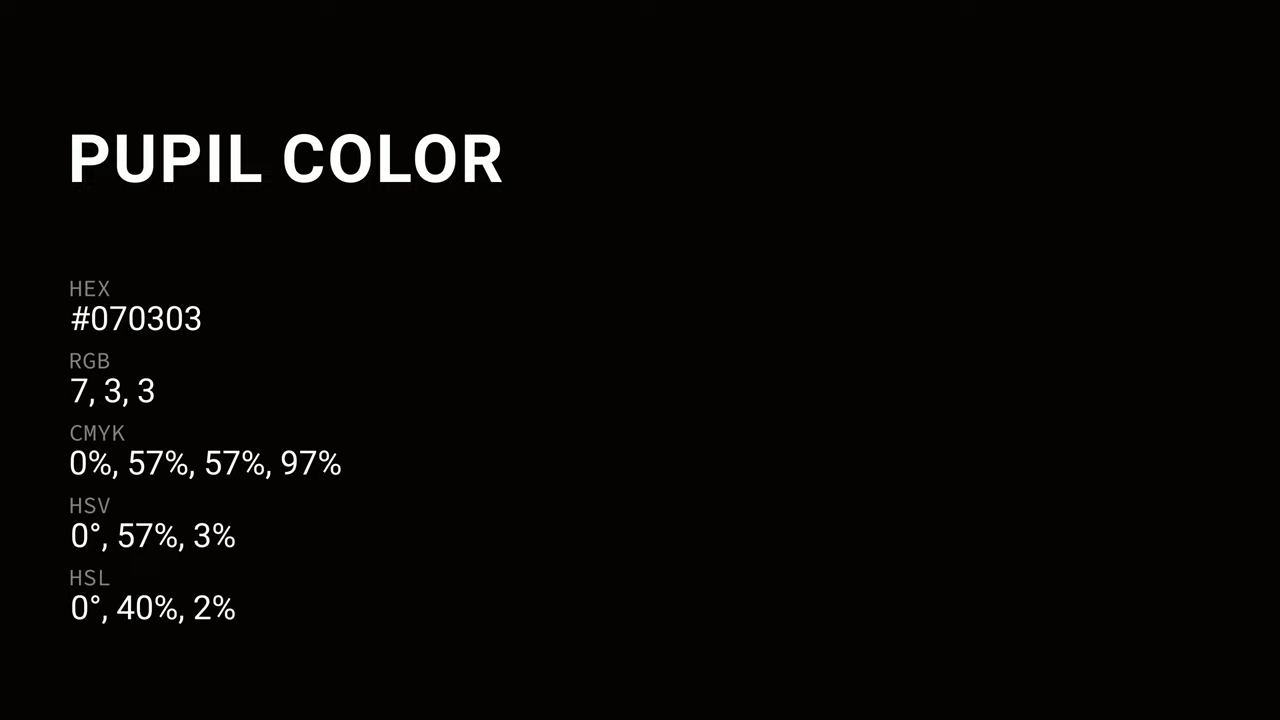 PUPIL COLOR
HEX
#070303
RGB
7, 3, 3
CMYK
0%, 57%, 57%, 97%
HSV
0°, 57%, 3%
HSL
0°, 40%, 2%